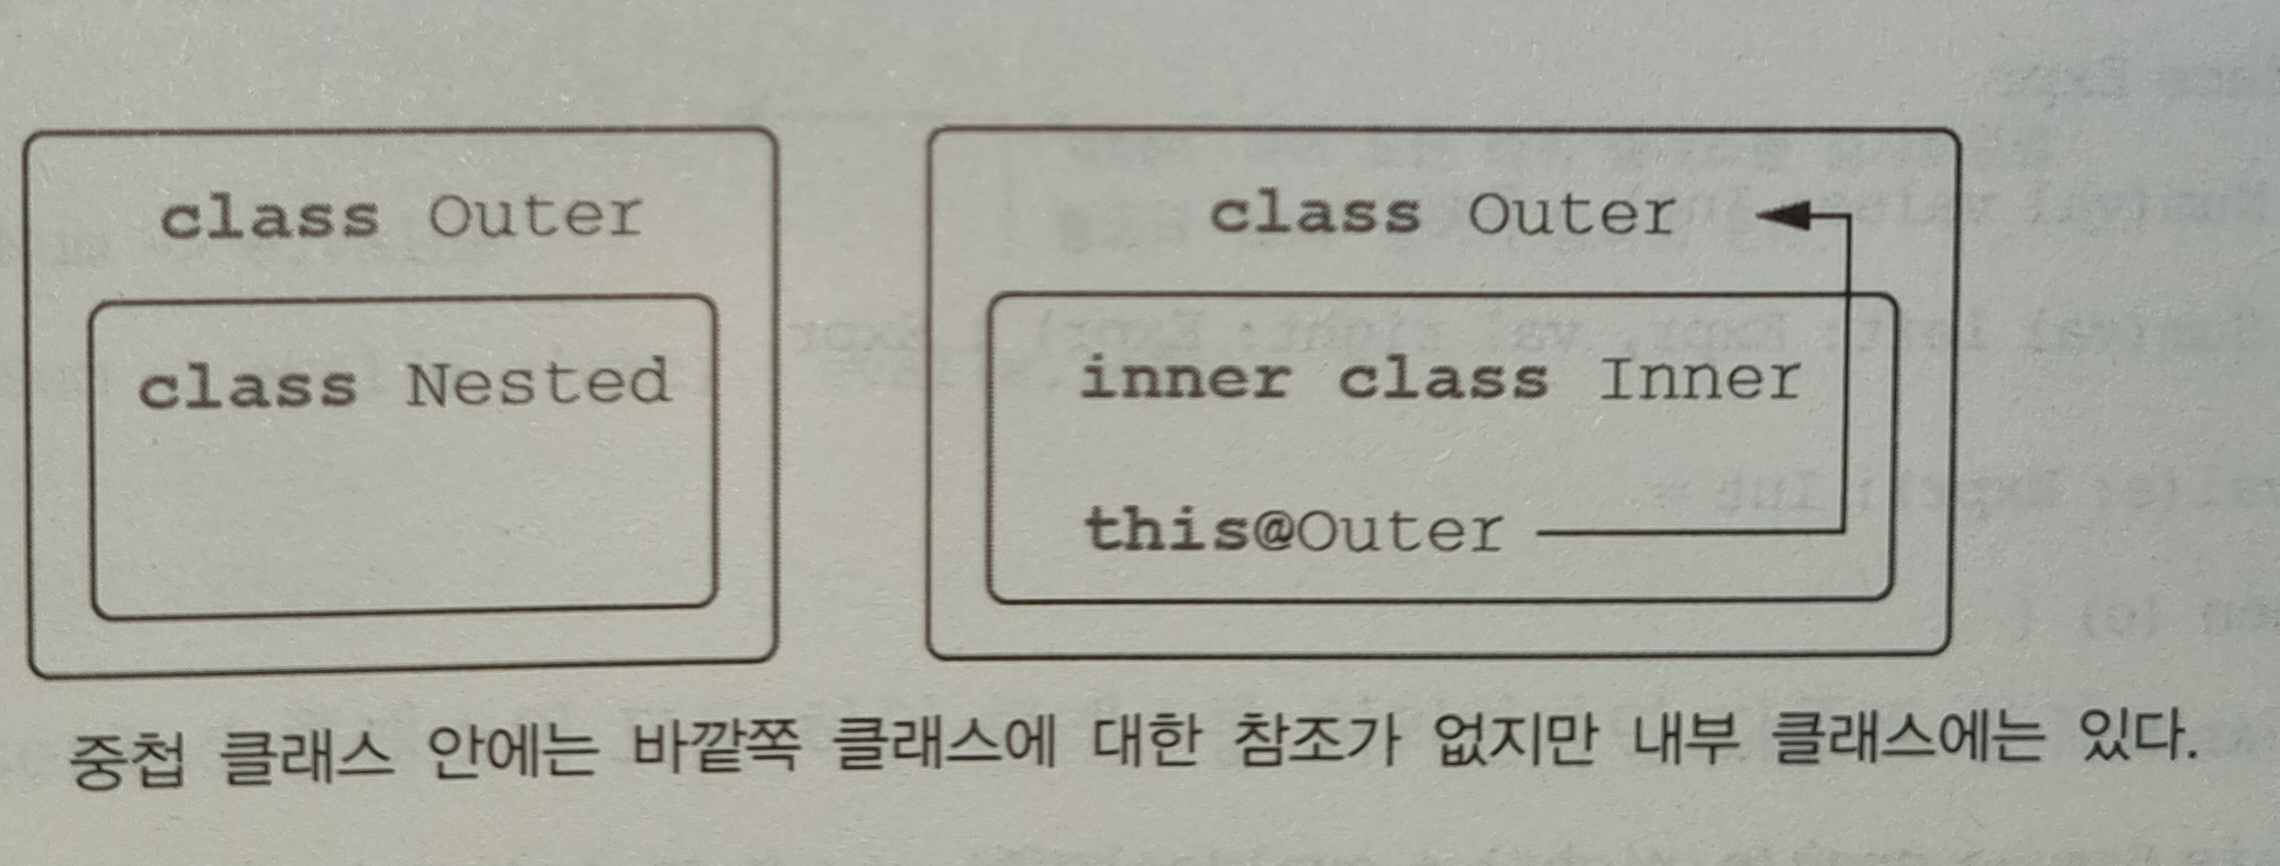 class Outer
class Nested
class Outer
inner class Inner
this@Outer
중첩 클래스 안에는 바깥쪽 클래스에 대한 참조가 없지만 내부 클래스에는 있다.